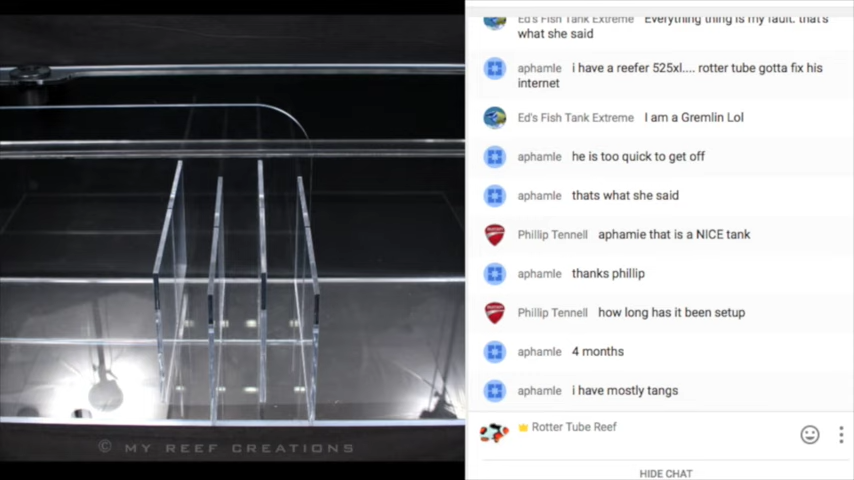 Ed's Fish Tank Extreme Everything thing is my fault. that's
what she said
aphamle i have a reefer 525xl.... rotter tube gotta fix his
internet
Ed's Fish Tank Extreme I am a Gremlin Lol
aphamle he is too quick to get off
aphamle thats what she said
Phillip Tennell aphamie that is a NICE tank
aphamle thanks phillip
Phillip Tennell how long has it been setup
aphamle 4 months
aphamle i have mostly tangs
Rotter Tube Reef
HIDE CHAT
© MY REEF CREATIONS